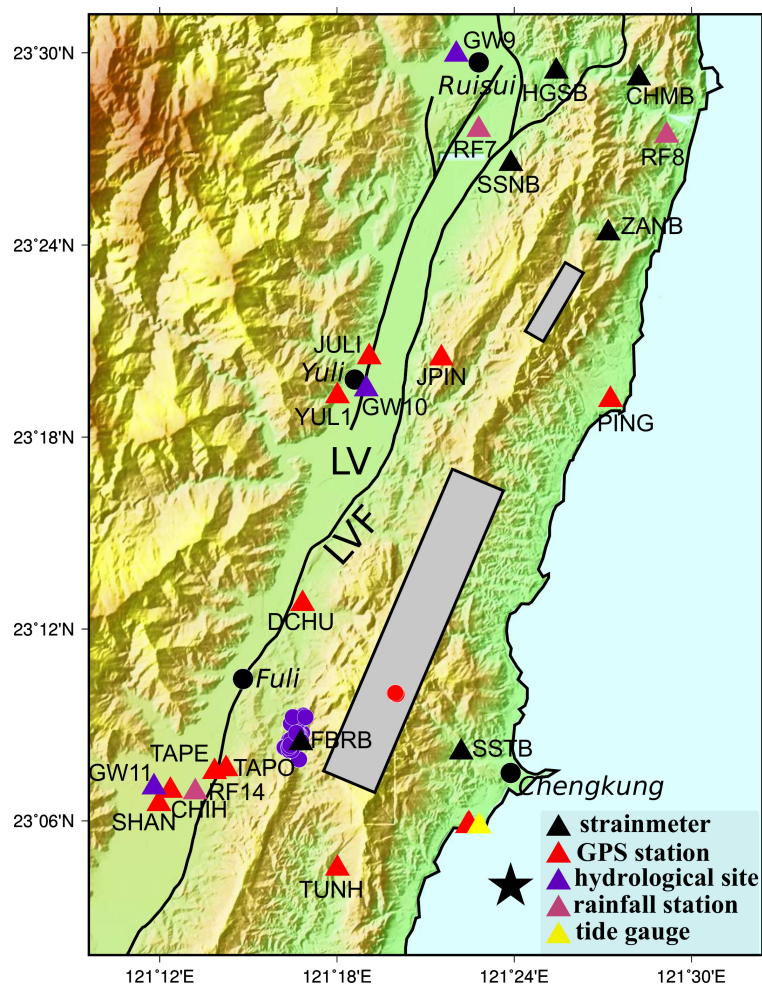 23°30'N
GW9
Ruisui
HGSB
CHMB
RF7
RF8
SSNB
ZANB
23°24'N
JULI
Yuli
JPIN
YUL1
GW10
PING
23°18'N
LV
LVF
23°12'N
DCHU
Fuli
FBRB
SSTB
TAPE
TAPO
GW11
RF14
CHIH
SHAN
Chengkung
23°06'N
TUNH
strainmeter
GPS station
hydrological site
rainfall station
tide gauge
121°12'E
121°18'E
121°24'E
121°30'E